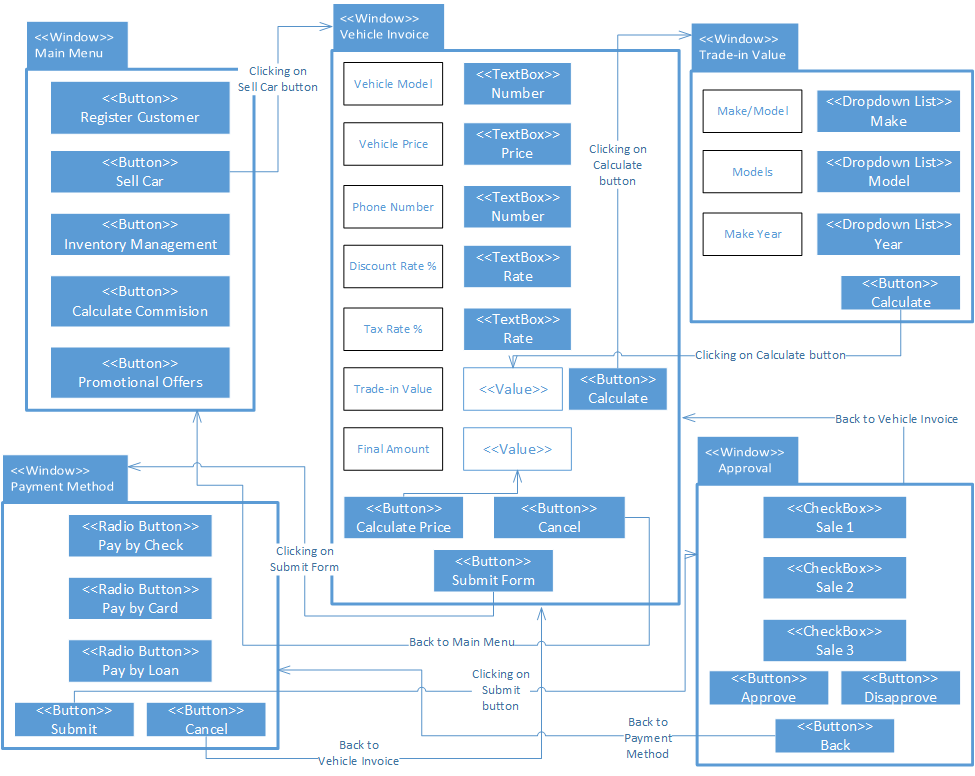 <<Window>>
Main Menu
<<Button>>
Register Customer
<<Button>>
Sell Car
<<Button>>
Inventory Management
<<Button>>
Calculate Commision
<<Button>>
Promotional Offers
Clicking on
Sell Car button
<<Window>>
Vehicle Invoice
Vehicle Model
<<TextBox>>
Number
Vehicle Price
<<TextBox>>
Price
Phone Number
<<TextBox>>
Number
Discount Rate %
<<TextBox>>
Rate
Tax Rate %
<<TextBox>>
Rate
Trade-in Value
<<Value>>
<<Button>>
Calculate
Final Amount
<<Value>>
<<Button>>
Calculate Price
<<Button>>
Cancel
<<Button>>
Submit Form
Clicking on
Calculate
button
<<Window>>
Trade-in Value
Make/Model
<<Dropdown List>>
Make
Models
<<Dropdown List>>
Model
Make Year
<<Dropdown List>>
Year
<<Button>>
Calculate
Clicking on Calculate button
Back to Vehicle Invoice
<<Window>>
Payment Method
<<Radio Button>>
Pay by Check
<<Radio Button>>
Pay by Card
<<Radio Button>>
Pay by Loan
<<Button>>
Submit
<<Button>>
Cancel
Clicking on
Submit Form
Back to Main Menu
Clicking on
Submit
button
Back to
Vehicle Invoice
Back to
Payment
Method
<<Window>>
Approval
<<CheckBox>>
Sale 1
<<CheckBox>>
Sale 2
<<CheckBox>>
Sale 3
<<Button>>
Approve
<<Button>>
Disapprove
<<Button>>
Back